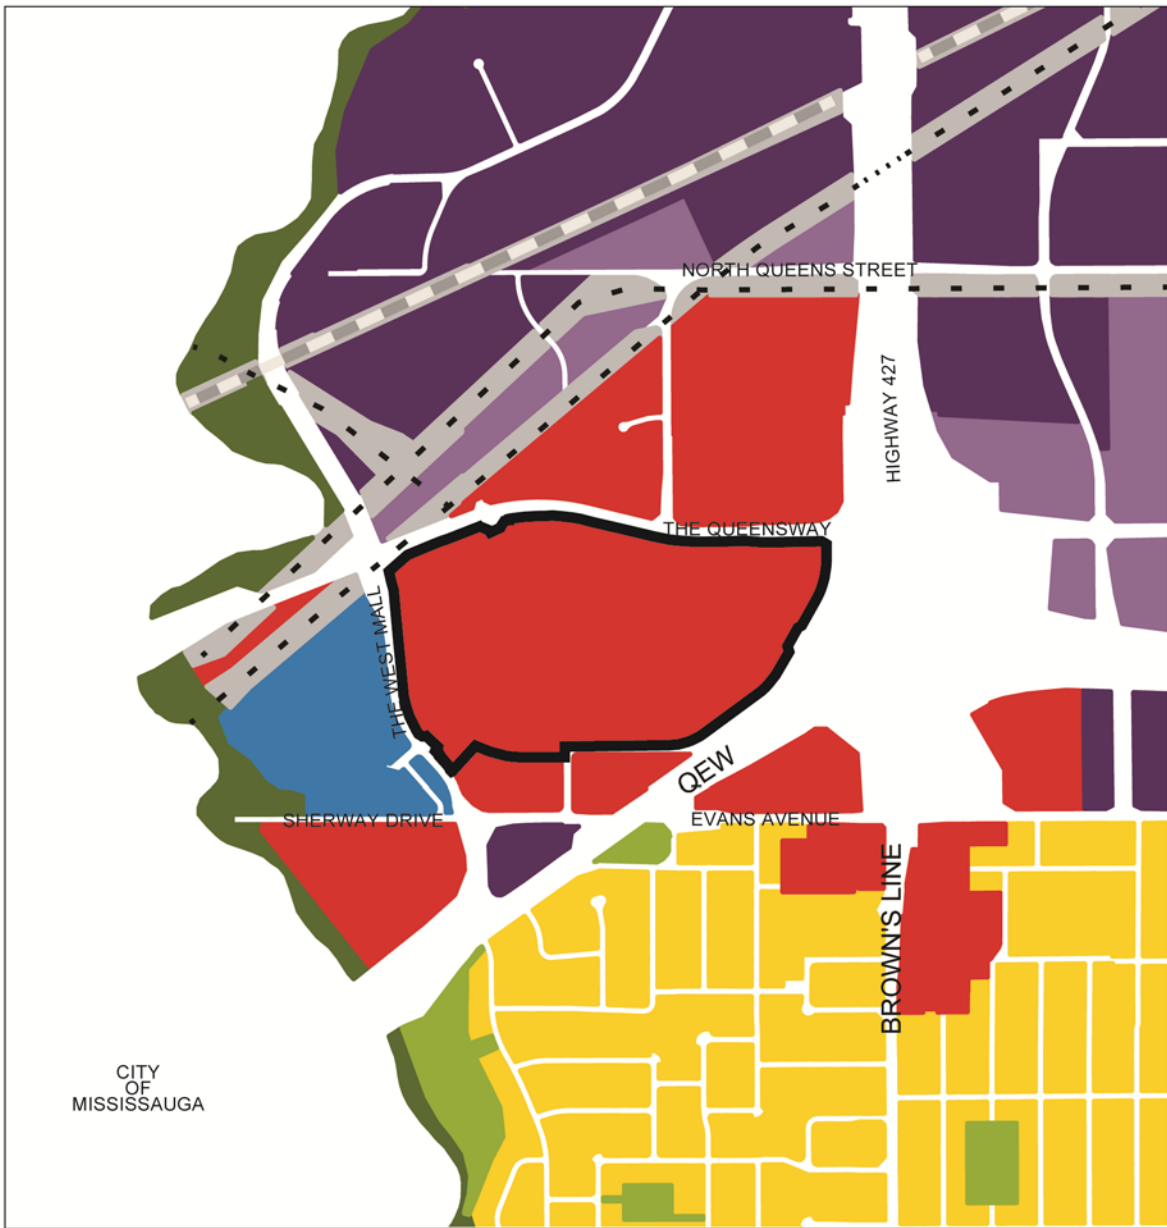 NORTH QUEENS STREET
HIGHWAY 427
THE QUEENSWAY
THE WEST MALL
QEW
SHERWAY DRIVE
EVANS AVENUE
BROWN'S LINE
CITY
OF
MISSISSAUGA